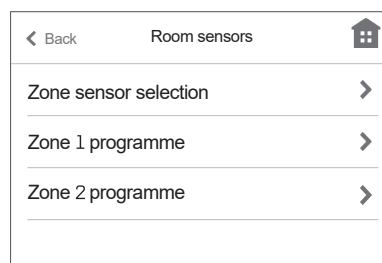 Back Room sensors
Zone sensor selection
Zone 1 programme
Zone 2 programme